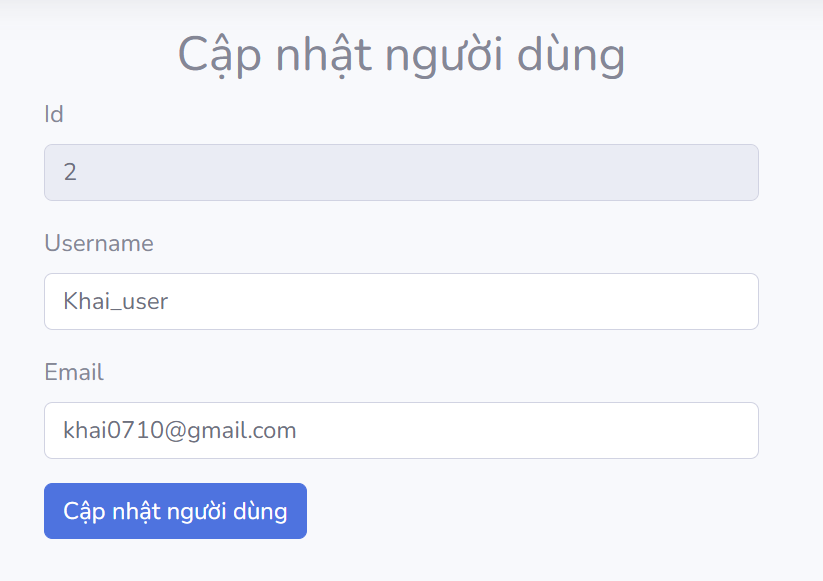 Cập nhật người dùng
Id
2
Username
Khai_user
Email
khai0710@gmail.com
Cập nhật người dùng